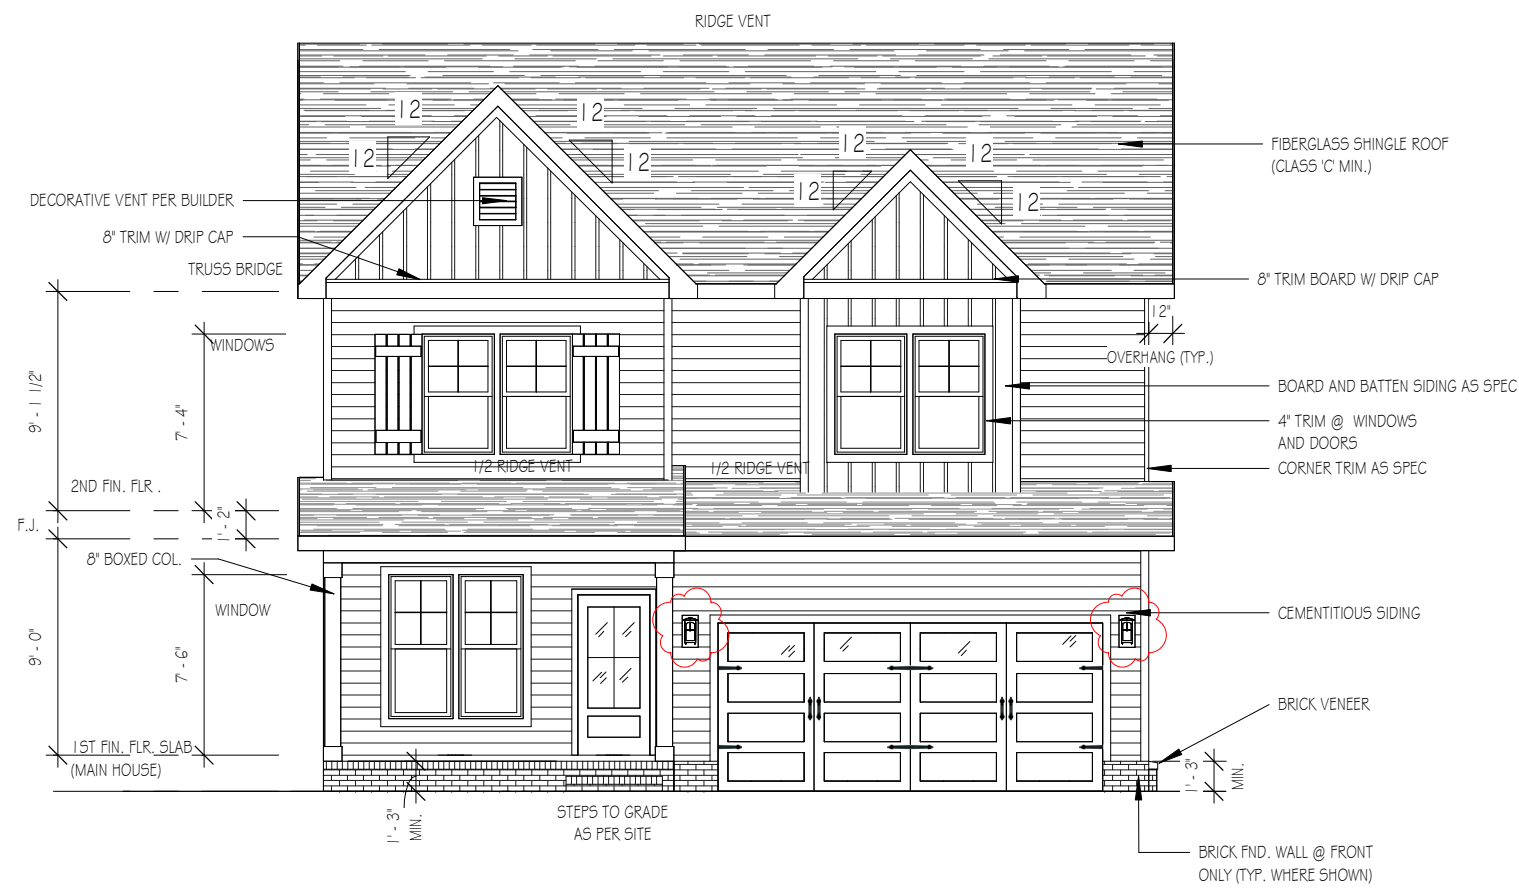 RIDGE VENT
12
12
12
12
12
12
12
12
FIBERGLASS SHINGLE ROOF
(CLASS 'C' MIN.)
DECORATIVE VENT PER BUILDER
8" TRIM W/ DRIP CAP
TRUSS BRIDGE
8" TRIM BOARD W/ DRIP CAP
12"
OVERHANG (TYP.)
WINDOWS
9' - 1 1/2"
7' - 4"
BOARD AND BATTEN SIDING AS SPEC
4" TRIM @ WINDOWS
AND DOORS
CORNER TRIM AS SPEC
1/2 RIDGE VENT
1/2 RIDGE VENT
2ND FIN. FLR .
F.J.
1' - 2"
8" BOXED COL.
WINDOW
9' - 0"
7' - 6"
CEMENTITIOUS SIDING
BRICK VENEER
1ST FIN. FLR. SLAB
(MAIN HOUSE)
1' - 3"
MIN.
STEPS TO GRADE
AS PER SITE
1' - 3"
MIN.
BRICK FND. WALL @ FRONT
ONLY (TYP. WHERE SHOWN)